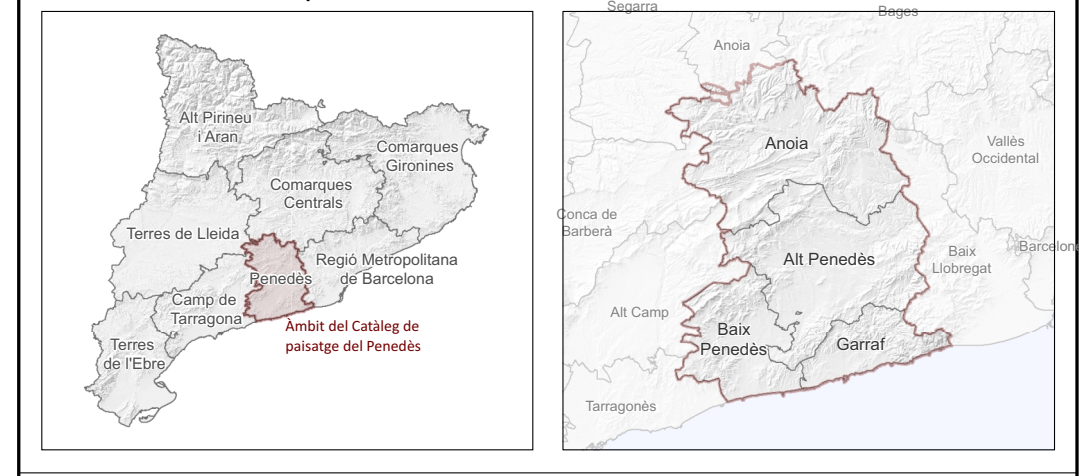 Alt Pirineu
i Aran
Comarques
Gironines
Comarques
Centrals
Terres de Lleida
Regió Metropolitana
de Barcelona
Penedès
Camp de
Tarragona
Àmbit del Catàleg de
paisatge del Penedès
Terres
de l'Ebre
Segarra
Bages
Anoia
Anoia
Vallès
Occidental
Conca de
Barberà
Alt Penedès
Baix
Llobregat
Barcelon
Alt Camp
Baix
Penedès
Garraf
Tarragonès